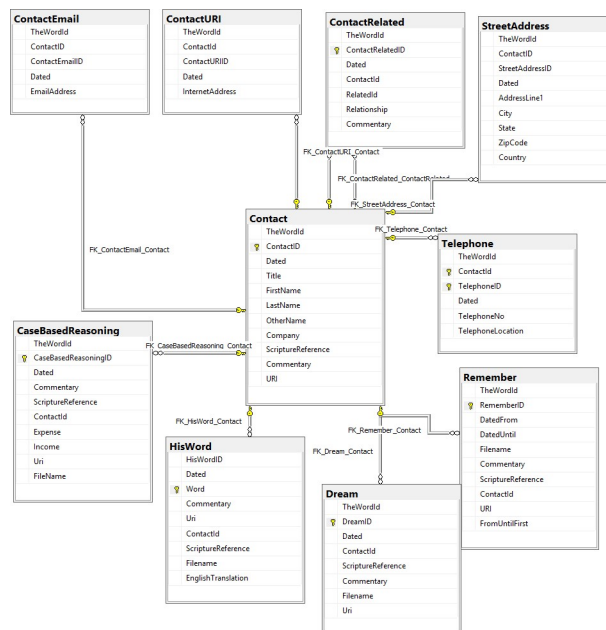 ContactEmail
TheWordId
ContactID
ContactEmailID
Dated
EmailAddress
ContactURI
TheWordId
ContactId
ContactURIID
Dated
InternetAddress
ContactRelated
TheWordId
ContactRelatedID
Dated
ContactId
RelatedId
Relationship
Commentary
StreetAddress
TheWordId
ContactID
StreetAddressID
Dated
AddressLine1
City
State
ZipCode
Country
FK_ContactURI_Contact
FK_ContactRelated_ContactRelated
FK_StreetAddress_Contact
FK_Telephone_Contact
FK_ContactEmail_Contact
Contact
TheWordId
ContactID
Dated
Title
FirstName
LastName
OtherName
Company
ScriptureReference
Commentary
URI
Telephone
TheWordId
ContactId
TelephoneID
Dated
TelephoneNo
TelephoneLocation
CaseBasedReasoning
TheWordId
CaseBasedReasoningID
Dated
Commentary
ScriptureReference
ContactId
Expense
Income
Uri
FileName
FK_CaseBasedReasoning_Contact
FK_HisWord_Contact
FK_Remember_Contact
FK_Dream_Contact
Remember
TheWordId
RememberID
DatedFrom
DatedUntil
Filename
Commentary
ScriptureReference
ContactId
URI
FromUntilFirst
HisWord
HisWordID
Dated
Word
Commentary
Uri
ContactId
ScriptureReference
Filename
EnglishTranslation
Dream
TheWordId
DreamID
Dated
ContactId
ScriptureReference
Commentary
Filename
Uri